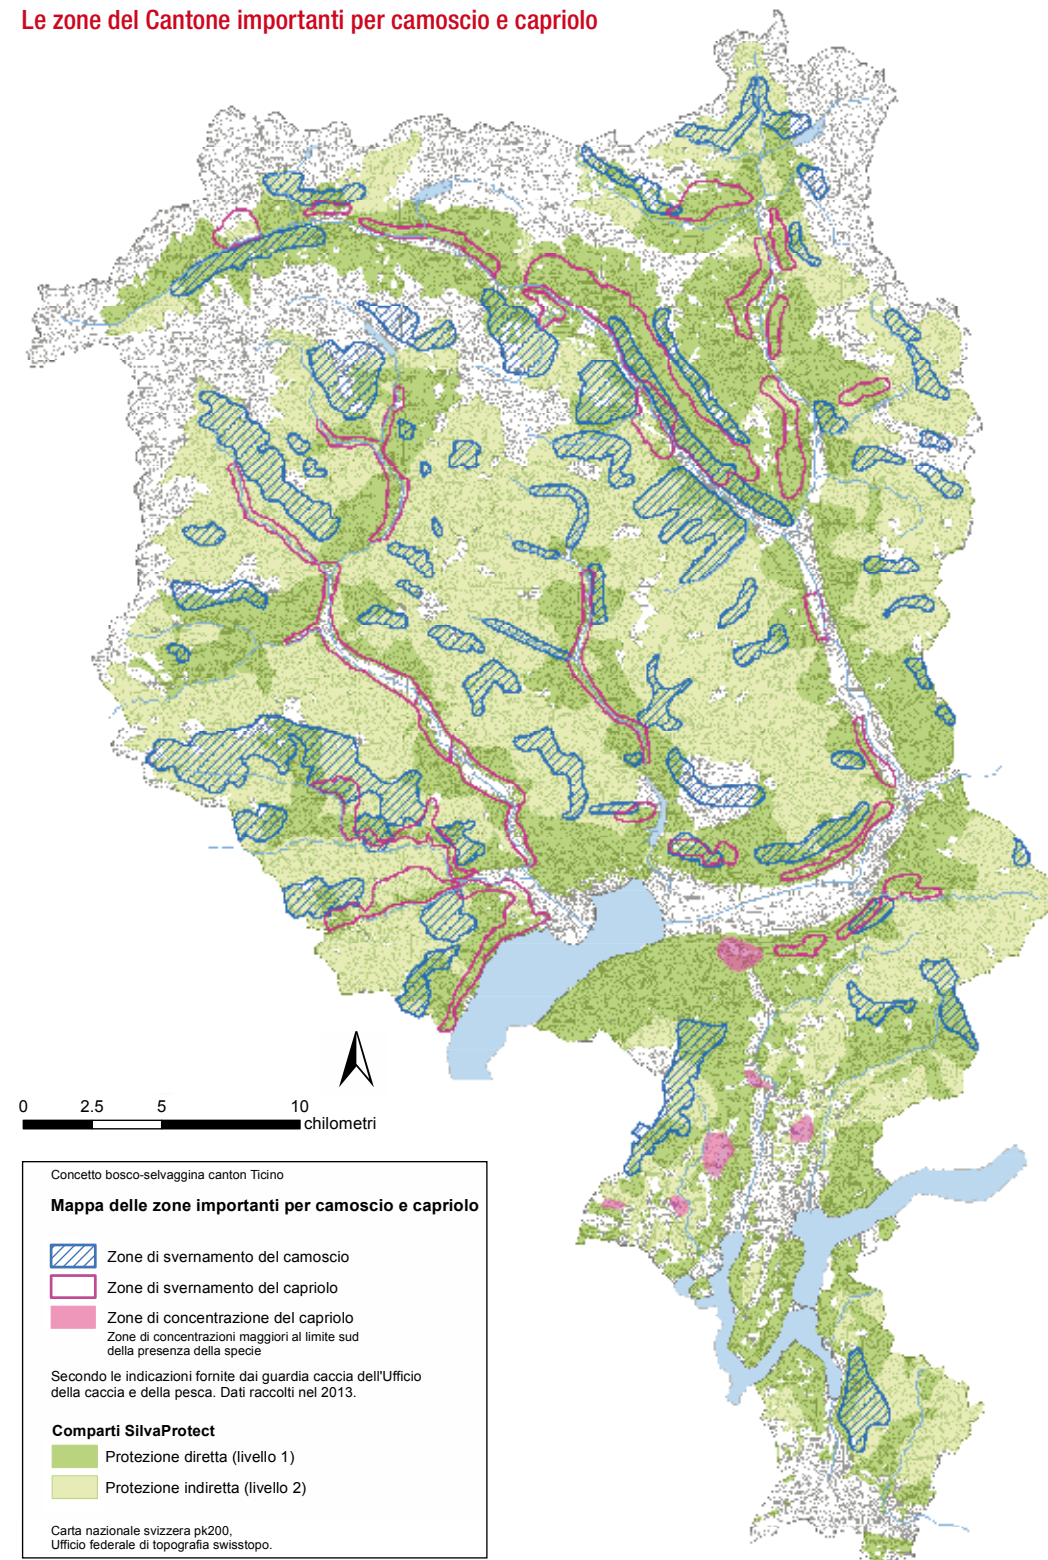 Le zone del Cantone importanti per camoscio e capriolo
0 2.5 5 10
chilometri
Concetto bosco-selvaggina canton Ticino
Mappa delle zone importanti per camoscio e capriolo
Zone di svernamento del camoscio
Zone di svernamento del capriolo
Zone di concentrazione del capriolo
Zone di concentrazioni maggiori al limite sud
della presenza della specie
Secondo le indicazioni fornite dai guardia caccia dell'Ufficio
della caccia e della pesca. Dati raccolti nel 2013.
Comparti SilvaProtect
Protezione diretta (livello 1)
Protezione indiretta (livello 2)
Carta nazionale svizzera pk200,
Ufficio federale di topografia swisstopo.